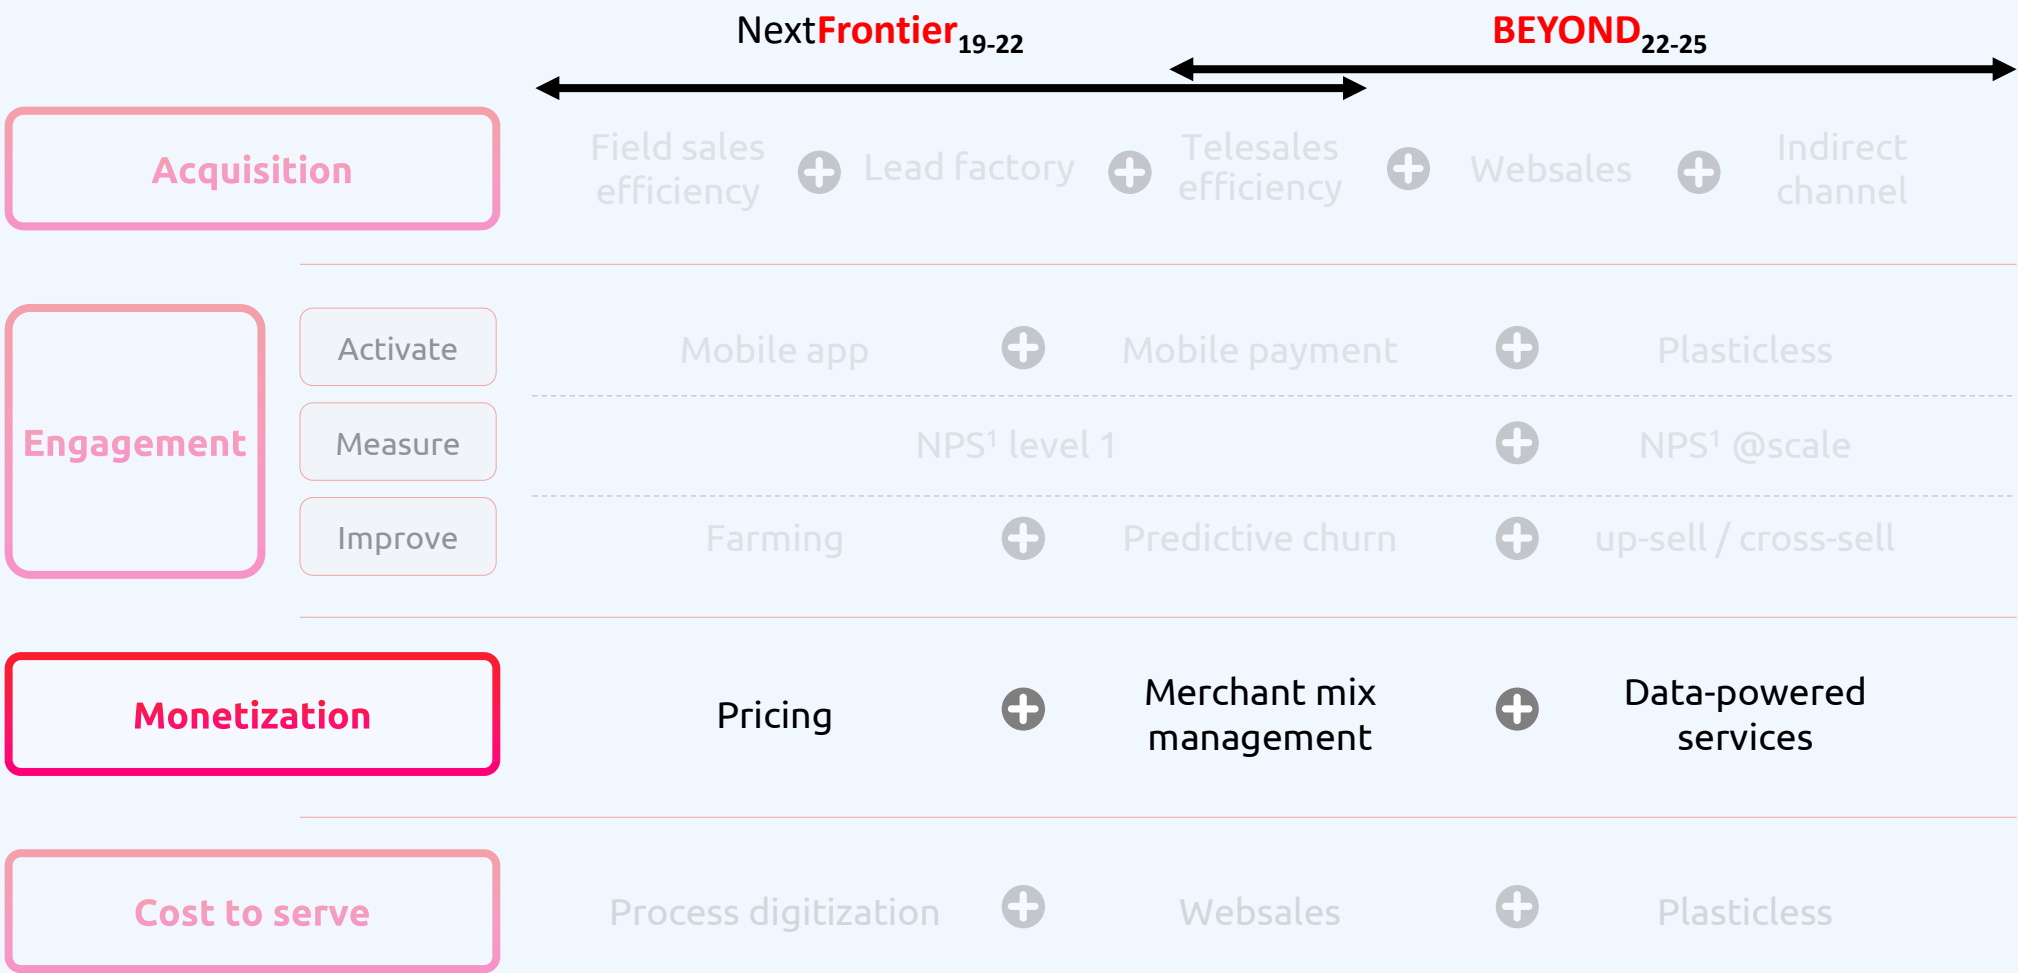 NextFrontier19-22
BEYOND22-25
Acquisition
Field sales
efficiency
Lead factory
Telesales
efficiency
Websales
Indirect
channel
Engagement
Activate
Mobile app
Mobile payment
Plasticless
Measure
NPS¹ level 1
NPS¹ @scale
Improve
Farming
Predictive churn
up-sell / cross-sell
Monetization
Pricing
Merchant mix
management
Data-powered
services
Cost to serve
Process digitization
Websales
Plasticless